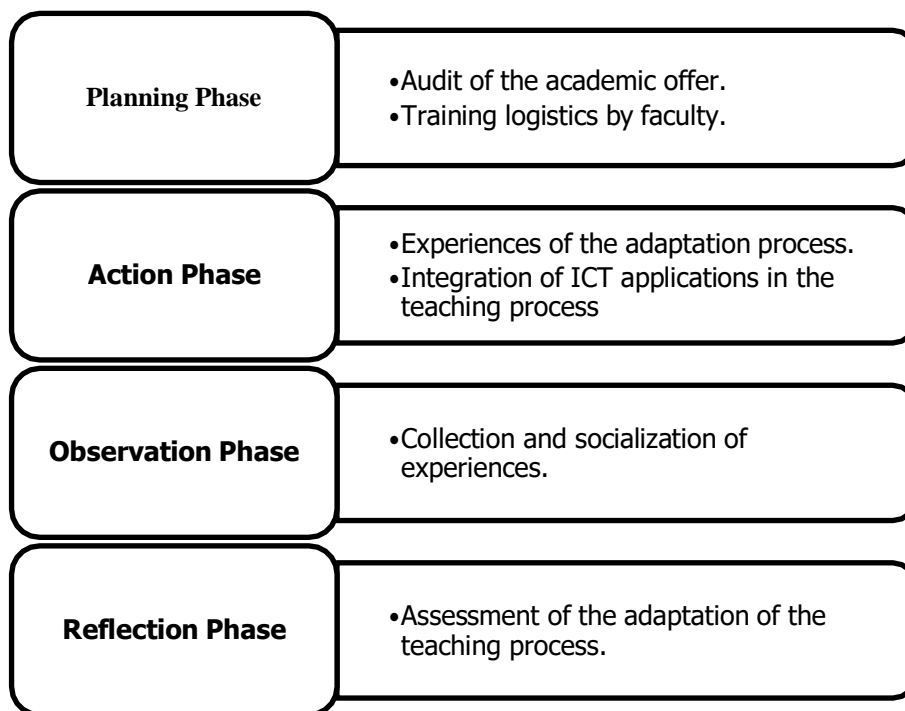 Planning Phase
•Audit of the academic offer.
•Training logistics by faculty.
Action Phase
•Experiences of the adaptation process.
•Integration of ICT applications in the
teaching process
Observation Phase
•Collection and socialization of
experiences.
Reflection Phase
•Assessment of the adaptation of the
teaching process.